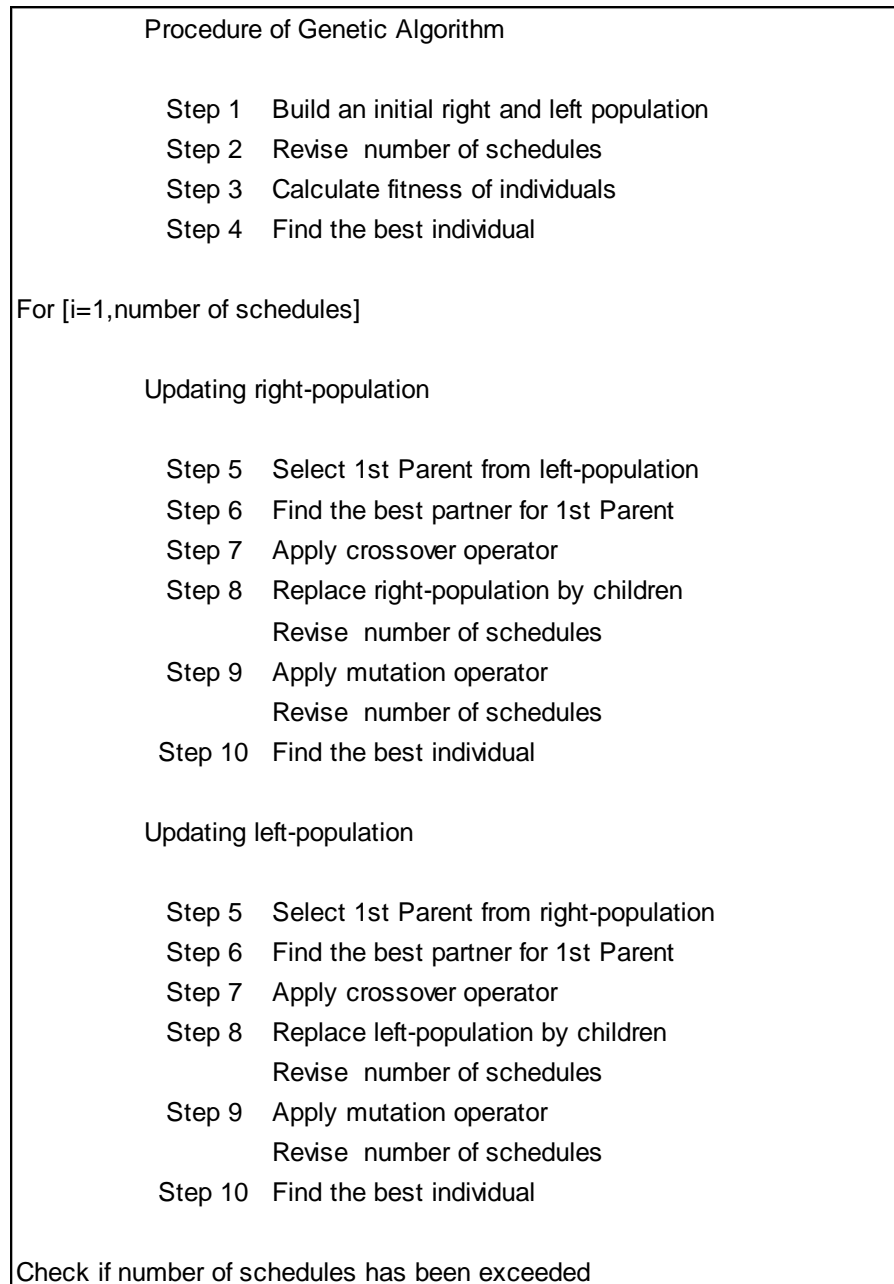 Procedure of Genetic Algorithm
Step 1 Build an initial right and left population
Step 2 Revise number of schedules
Step 3 Calculate fitness of individuals
Step 4 Find the best individual
For [i=1,number of schedules]
Updating right-population
Step 5 Select 1st Parent from left-population
Step 6 Find the best partner for 1st Parent
Step 7 Apply crossover operator
Step 8 Replace right-population by children
Revise number of schedules
Step 9 Apply mutation operator
Revise number of schedules
Step 10 Find the best individual
Updating left-population
Step 5 Select 1st Parent from right-population
Step 6 Find the best partner for 1st Parent
Step 7 Apply crossover operator
Step 8 Replace left-population by children
Revise number of schedules
Step 9 Apply mutation operator
Revise number of schedules
Step 10 Find the best individual
Check if number of schedules has been exceeded